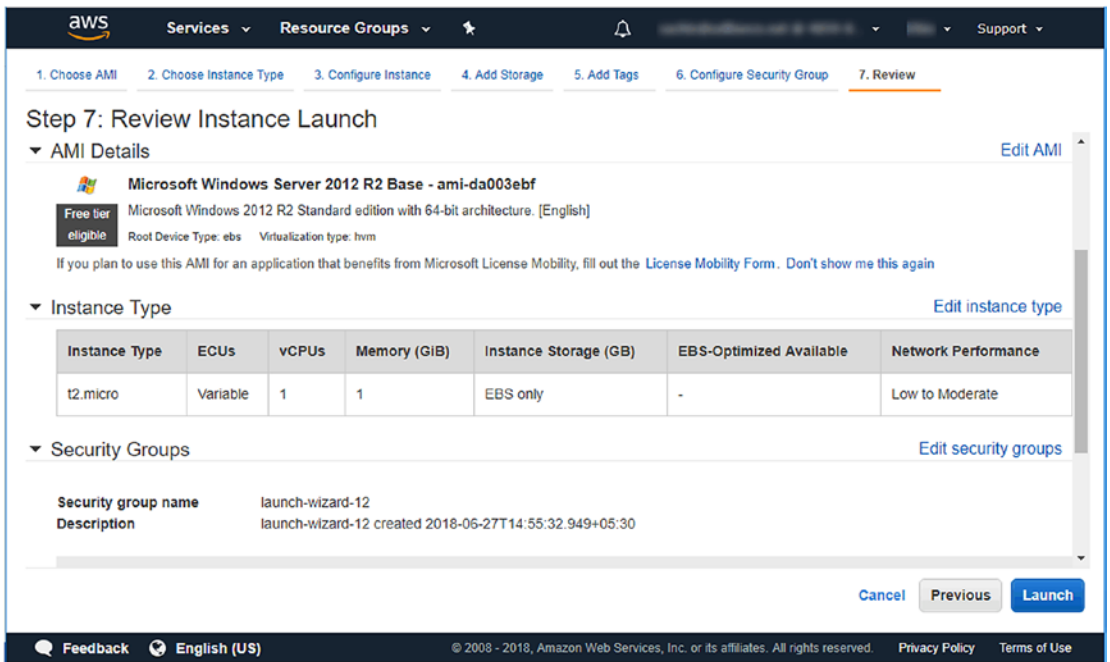 aws Services Resource Groups Support
1. Choose AMI 2. Choose Instance Type 3. Configure Instance 4. Add Storage 5. Add Tags 6. Configure Security Group 7. Review
Step 7: Review Instance Launch
AMI Details Edit AMI
Microsoft Windows Server 2012 R2 Base - ami-da003ebf
Free tier eligible
Microsoft Windows 2012 R2 Standard edition with 64-bit architecture. [English]
Root Device Type: ebs Virtualization type: hvm
If you plan to use this AMI for an application that benefits from Microsoft License Mobility, fill out the License Mobility Form. Don't show me this again
Instance Type Edit instance type
Instance Type ECUs vCPUs Memory (GiB) Instance Storage (GB) EBS-Optimized Available Network Performance
t2.micro Variable 1 1 EBS only - Low to Moderate
Security Groups Edit security groups
Security group name launch-wizard-12
Description launch-wizard-12 created 2018-06-27T14:55:32.949+05:30
Cancel Previous Launch
Feedback English (US) © 2008 - 2018, Amazon Web Services, Inc. or its affiliates. All rights reserved. Privacy Policy Terms of Use